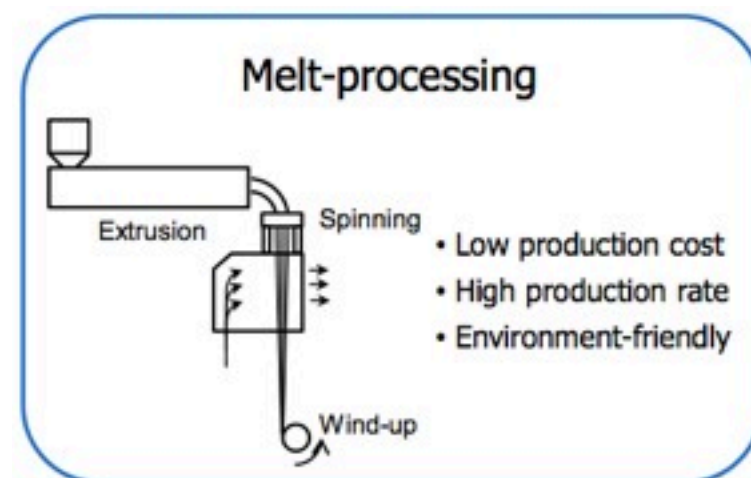 Melt-processing
Extrusion
Spinning
• Low production cost
• High production rate
• Environment-friendly
Wind-up